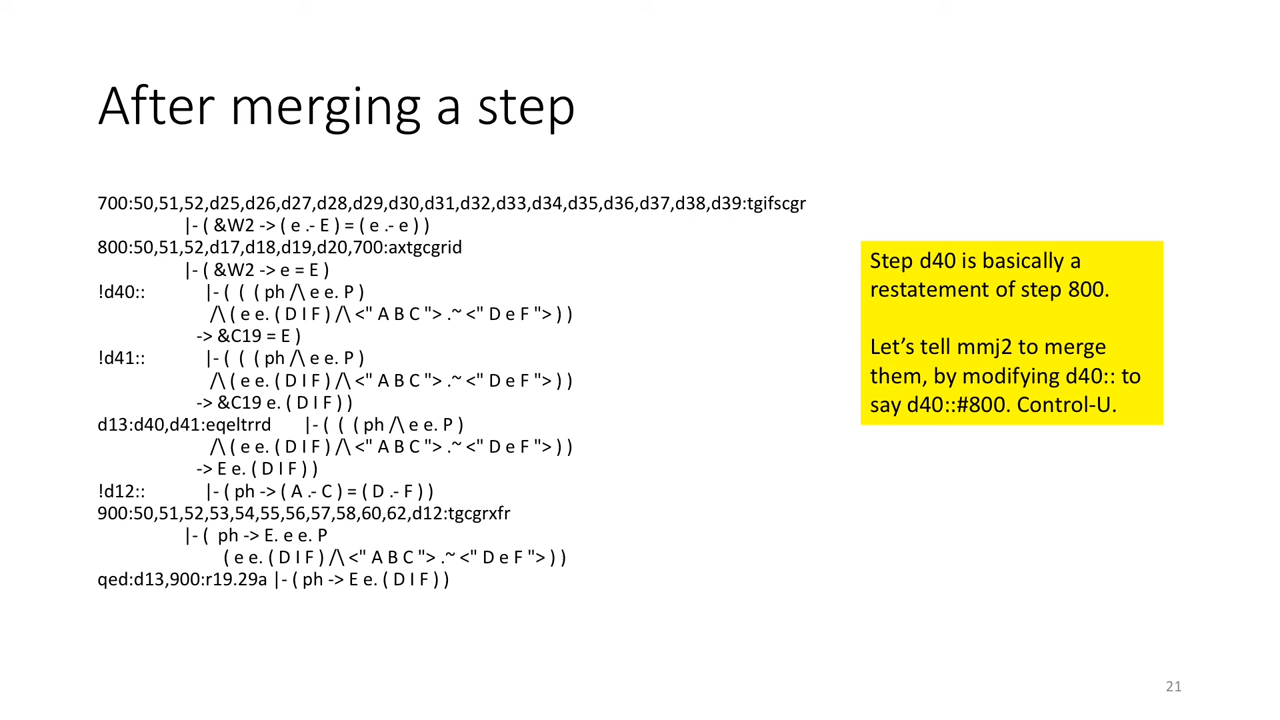 After merging a step
700:50,51,52,d25,d26,d27,d28,d29,d30,d31,d32,d33,d34,d35,d36,d37,d38,d39:tgifscgr
|- ( &W2 -> ( e .- E ) = ( e .- e ) )
800:50,51,52,d17,d18,d19,d20,700:axtgcgrid
|- ( &W2 -> e = E )
!d40:: |- ( ( ( ph /\ e e. P )
/\ ( e e. ( D I F ) /\ <" A B C "> .~ <" D e F "> ) )
-> &C19 = E )
!d41:: |- ( ( ( ph /\ e e. P )
/\ ( e e. ( D I F ) /\ <" A B C "> .~ <" D e F "> ) )
-> &C19 e. ( D I F ) )
d13:d40,d41:eqeltrrd |- ( ( ( ph /\ e e. P )
/\ ( e e. ( D I F ) /\ <" A B C "> .~ <" D e F "> ) )
-> E e. ( D I F ) )
!d12:: |- ( ph -> ( A .- C ) = ( D .- F ) )
900:50,51,52,53,54,55,56,57,58,60,62,d12:tgcgrxfr
|- ( ph -> E. e e. P
( e e. ( D I F ) /\ <" A B C "> .~ <" D e F "> ) )
qed:d13,900:r19.29a |- ( ph -> E e. ( D I F ) )
Step d40 is basically a
restatement of step 800.
Let's tell mmj2 to merge
them, by modifying d40:: to
say d40::#800. Control-U.
21